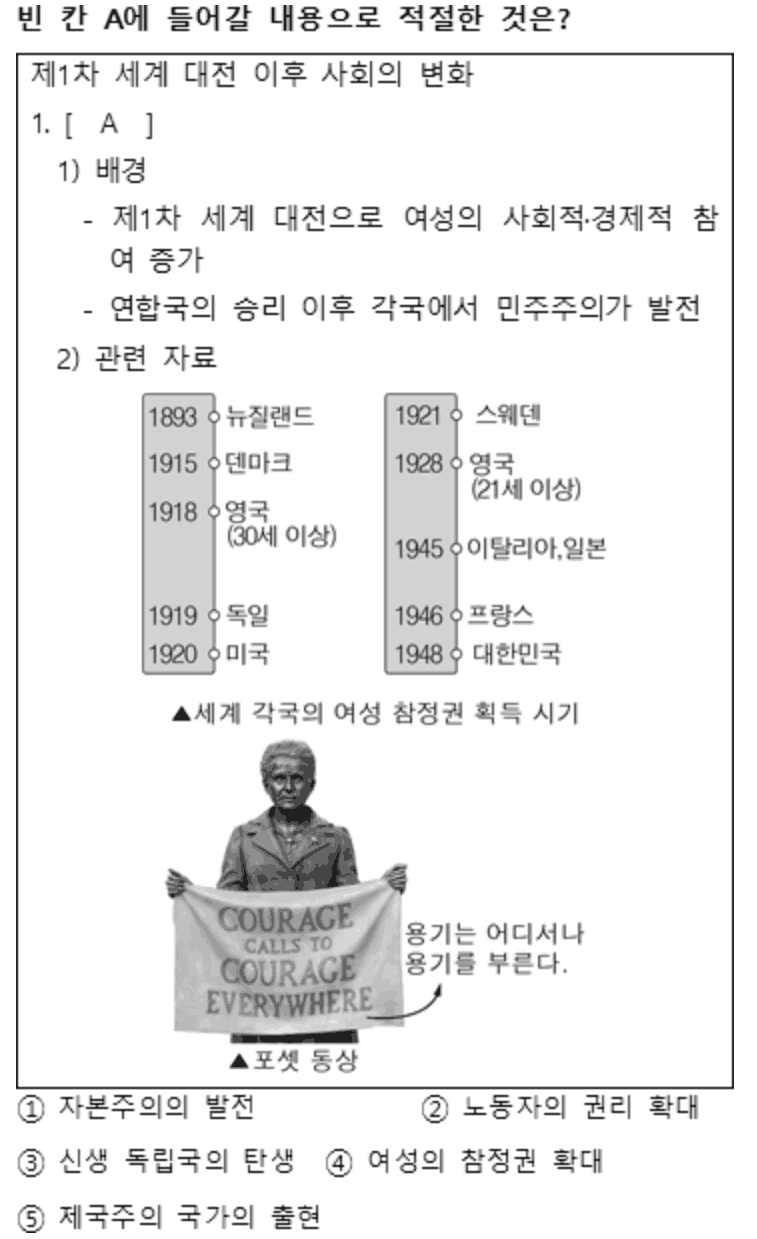 빈 칸 A에 들어갈 내용으로 적절한 것은?
제1차 세계 대전 이후 사회의 변화
1. [ A ]
1) 배경
- 제1차 세계 대전으로 여성의 사회적·경제적 참
여 증가
- 연합국의 승리 이후 각국에서 민주주의가 발전
2) 관련 자료
1893 뉴질랜드
1915 덴마크
1918 영국
(30세 이상)
1919 독일
1920 미국
1921 스웨덴
1928 영국
(21세 이상)
1945 이탈리아,일본
1946 프랑스
1948 대한민국
▲세계 각국의 여성 참정권 획득 시기
COURAGE
CALLS TO
COURAGE
EVERYWHERE
용기는 어디서나
용기를 부른다.
▲포셋 동상
① 자본주의의 발전 ② 노동자의 권리 확대
③ 신생 독립국의 탄생 ④ 여성의 참정권 확대
⑤ 제국주의 국가의 출현